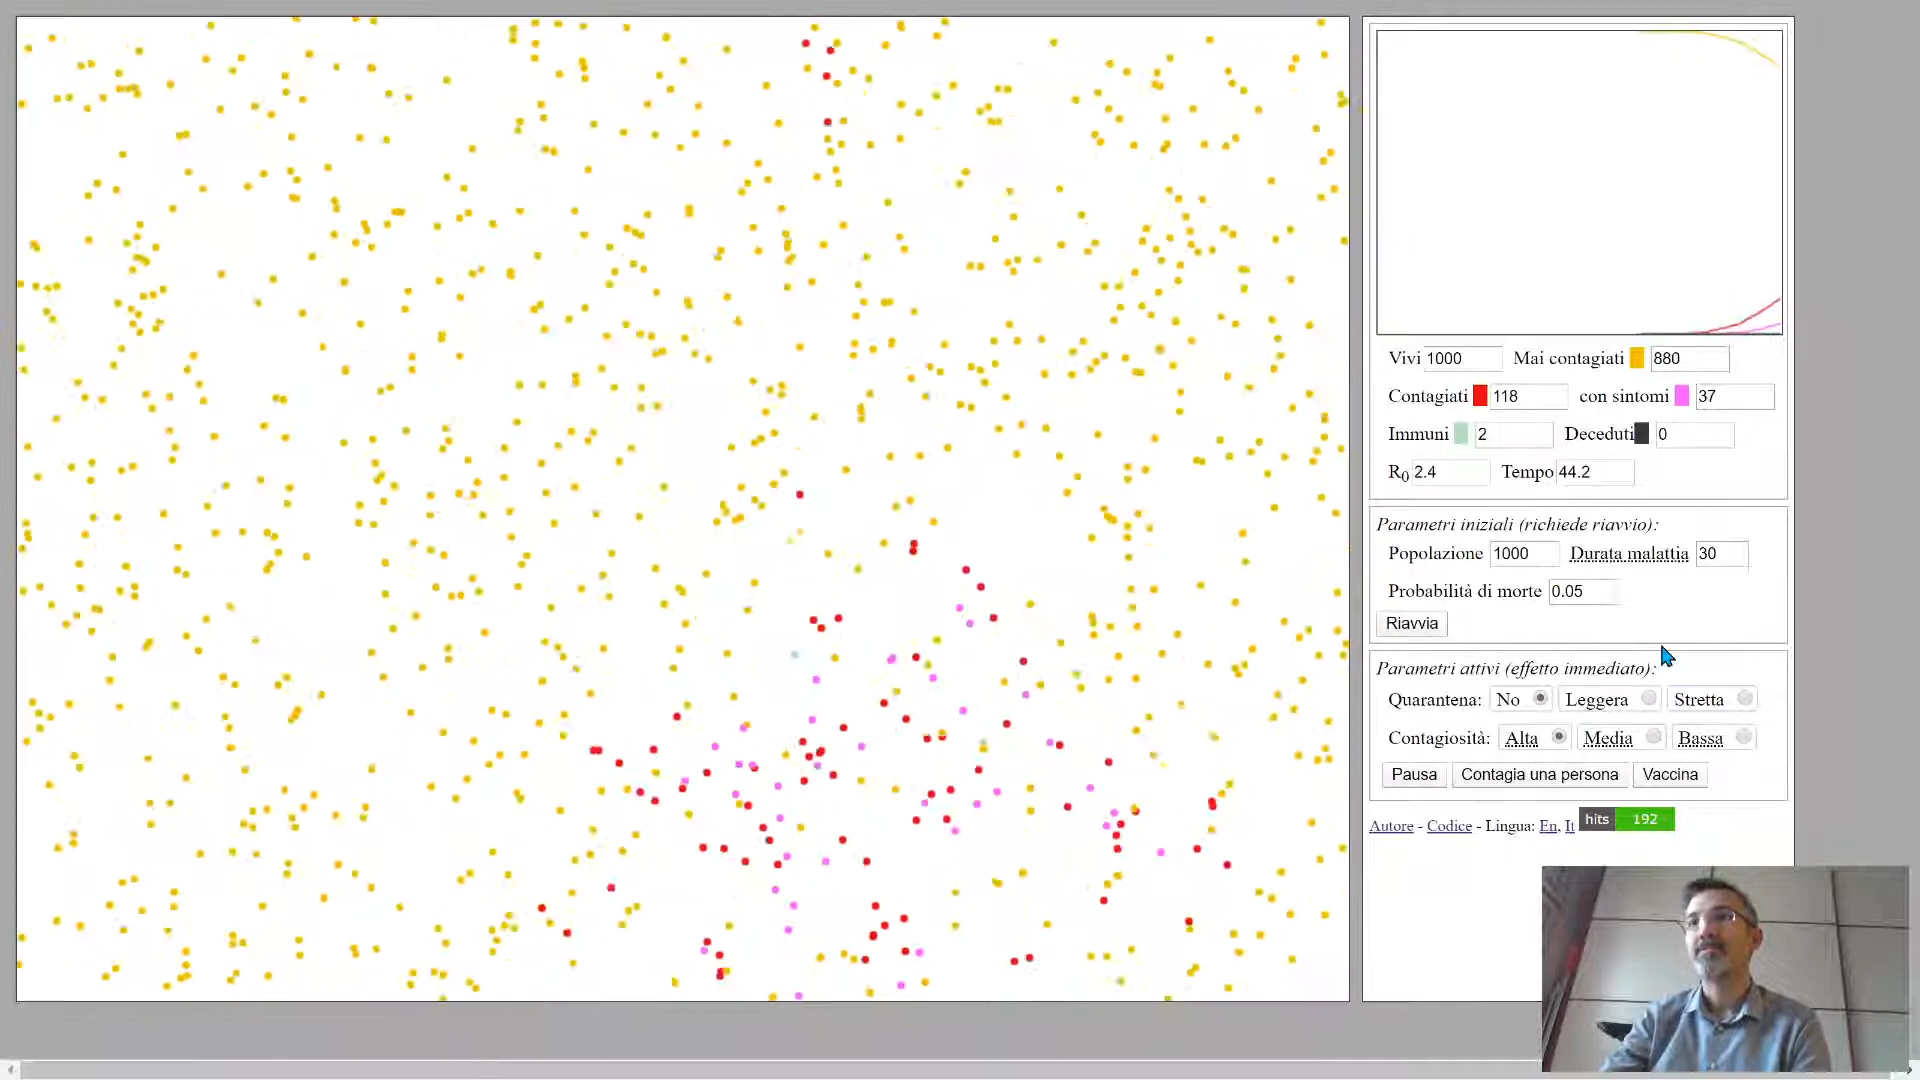 Vivi 1000 Mai contagiati 880
Contagiati 118 con sintomi 37
Immuni 2 Deceduti 0
R0 2.4 Tempo 44.2
Parametri iniziali (richiede riavvio):
Popolazione 1000 Durata malattia 30
Probabilità di morte 0.05
Riavvia
Parametri attivi (effetto immediato):
Quarantena: No Leggera Stretta
Contagiosità: Alta Media Bassa
Pausa Contagia una persona Vaccina
Autore - Codice - Lingua: En, It hits 192